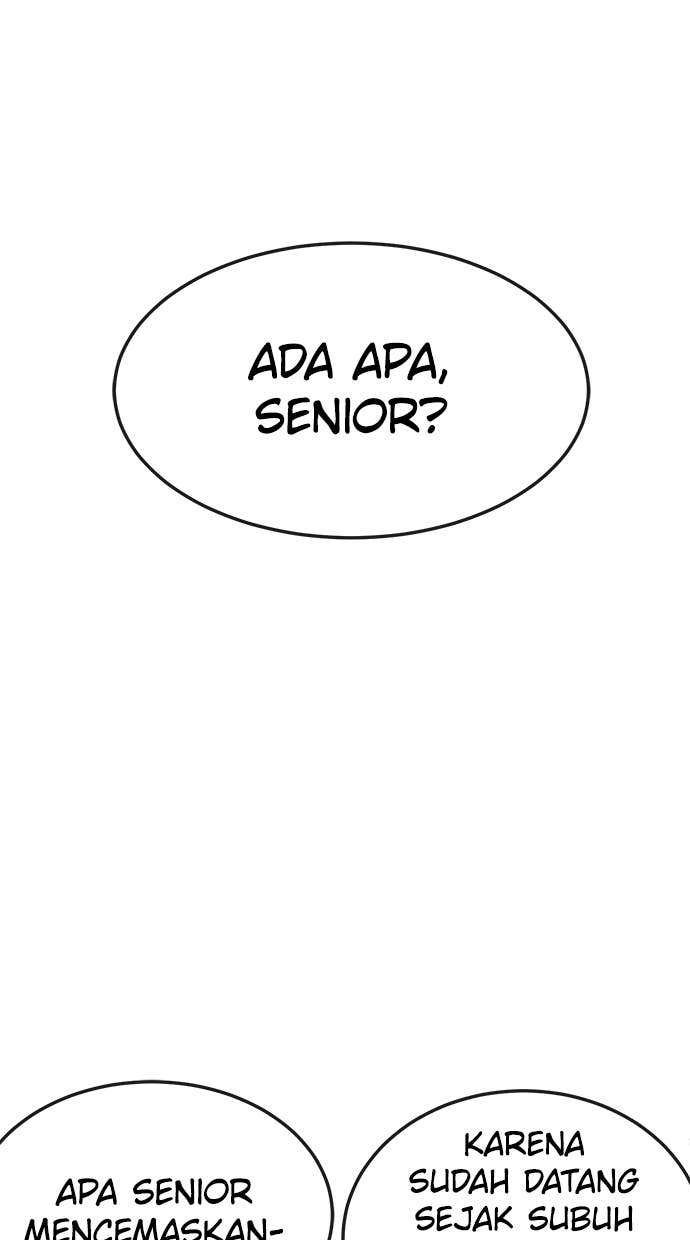 ADA APA,
SENIOR?
APA SENIOR
MENCEMASKAN-
KARENA
SUDAH DATANG
SEJAK SUBUH